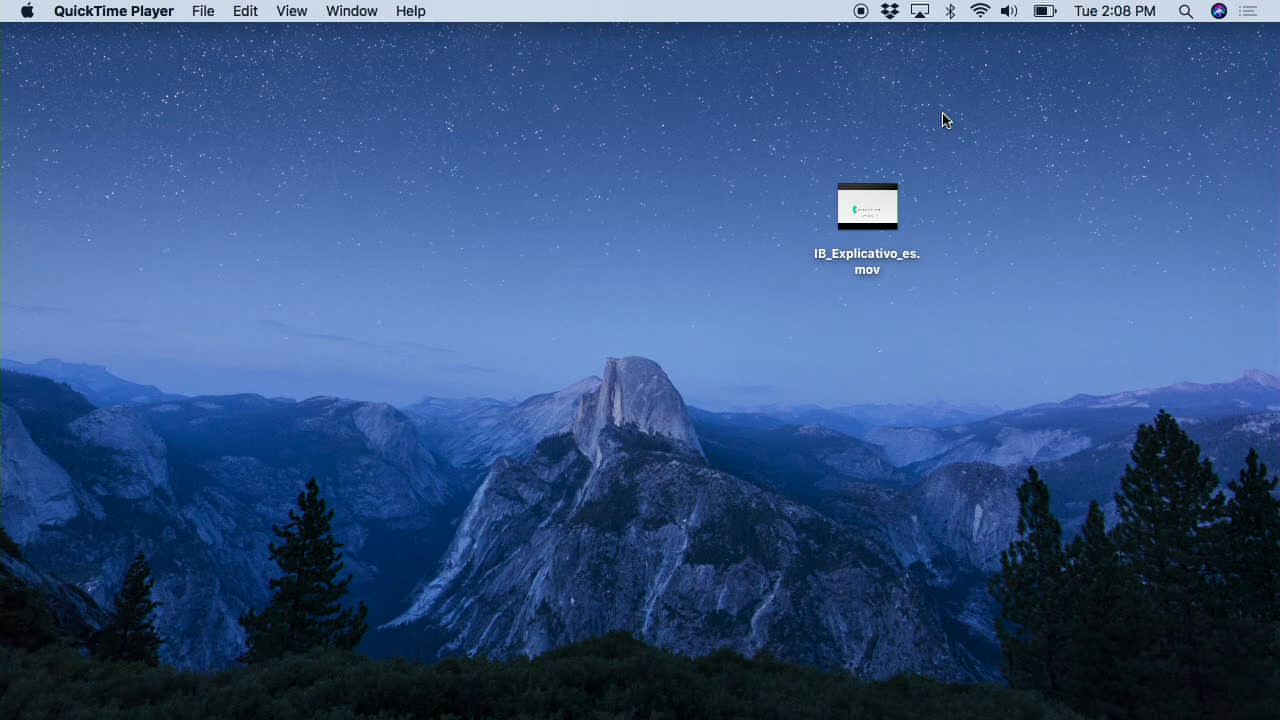 QuickTime Player File Edit View Window Help Tue 2:08 PM
IB_Explicativo_es.
mov